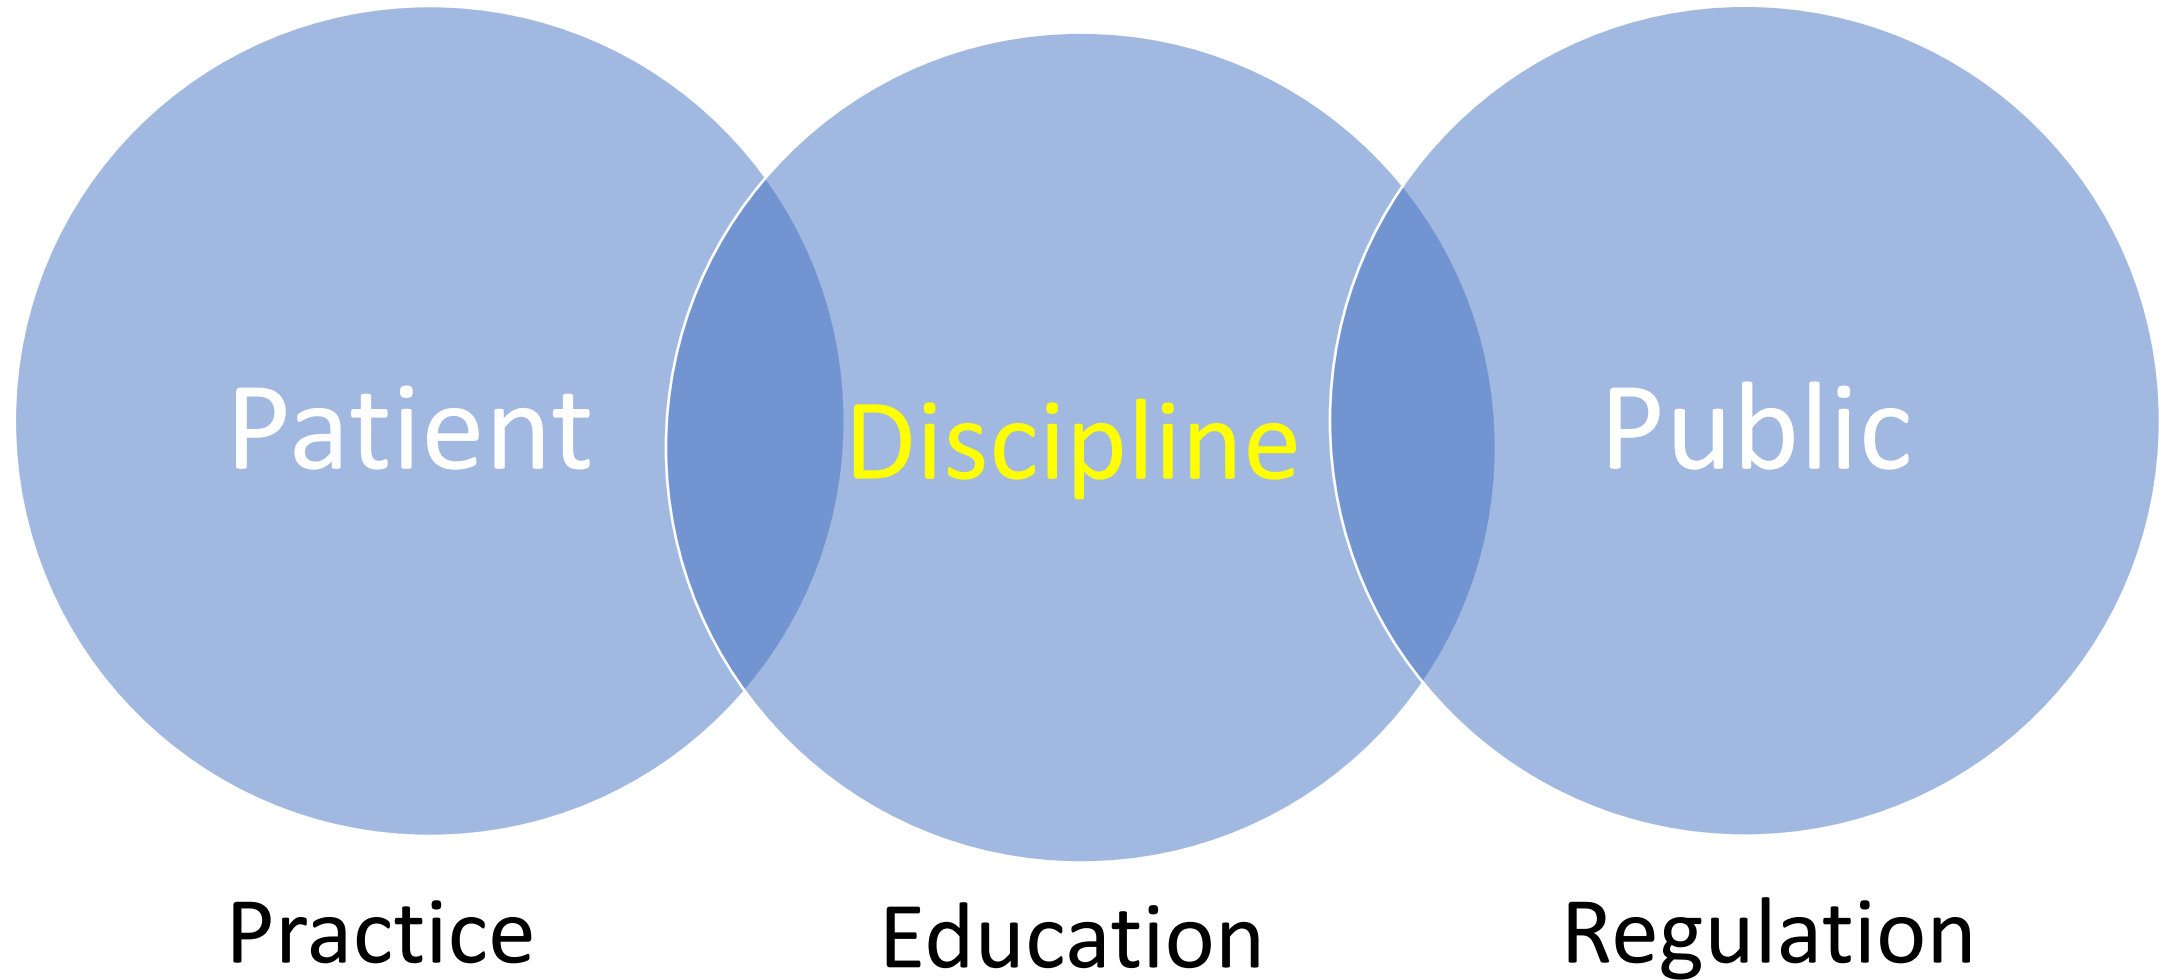 Patient
Discipline
Public
Practice
Education
Regulation